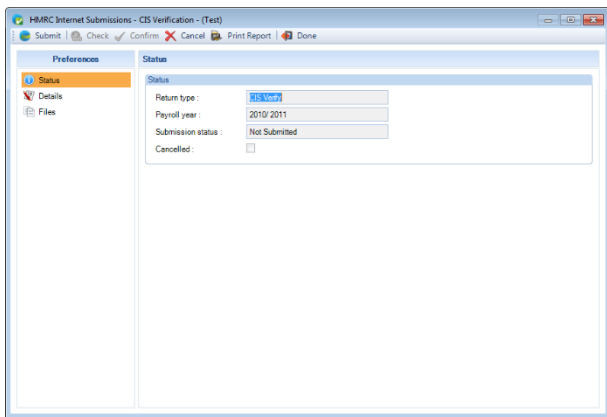 HMRC Internet Submissions - CIS Verification - (Test)
Submit Check Confirm Cancel Print Report Done
Preferences Status
Status
Details
Files
Status
Return type : CIS Verify
Payroll year : 2010/ 2011
Submission status : Not Submitted
Cancelled :